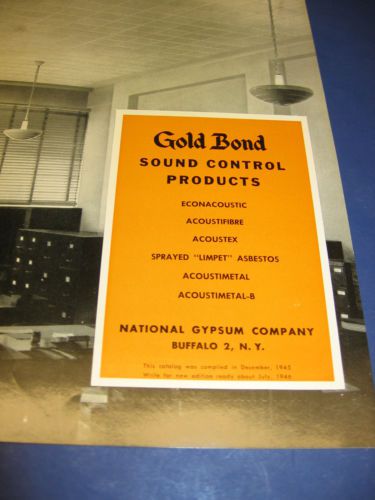 Gold Bond
SOUND CONTROL
PRODUCTS
ECONACOUSTIC
ACOUSTIFIBRE
ACOUSTEX
SPRAYED "LIMPET" ASBESTOS
ACOUSTIMETAL
ACOUSTIMETAL-B
NATIONAL GYPSUM COMPANY
BUFFALO 2, N. Y.
This catalog was compiled in December, 1945
Write for new edition ready about July, 1946